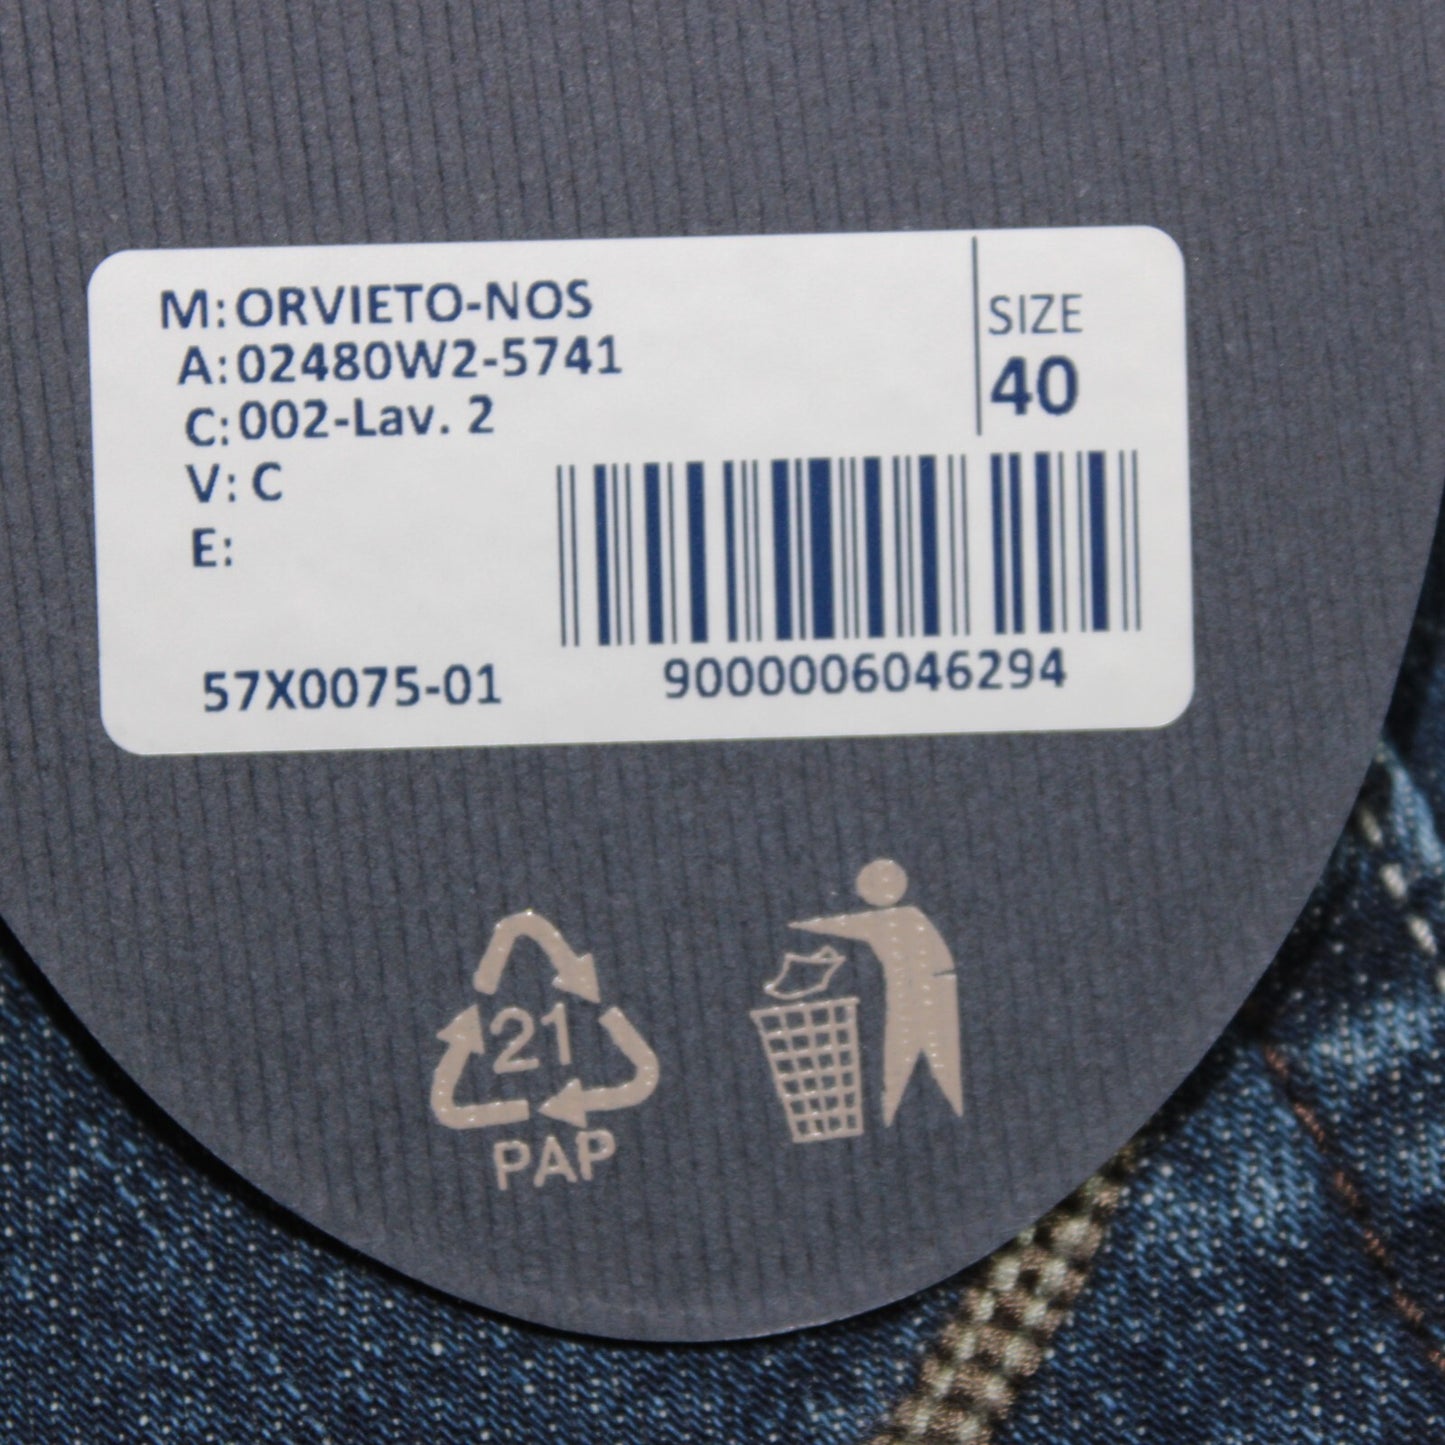 M: ORVIETO-NOS
A: 02480W2-5741
C: 002-Lav. 2
V: C
E:
SIZE
40
57X0075-01
9000006046294
21
PAP